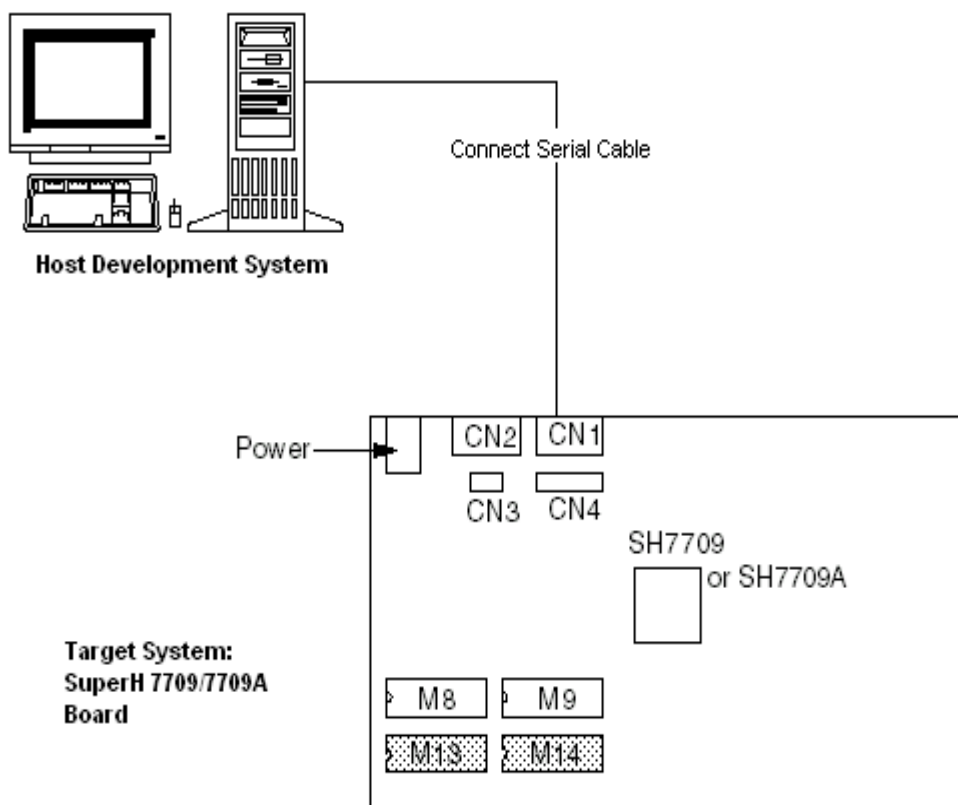 Connect Serial Cable
Host Development System
Power
CN2
CN1
CN3
CN4
SH7709
or SH7709A
Target System:
SuperH 7709/7709A
Board
M8
M9
M13
M14